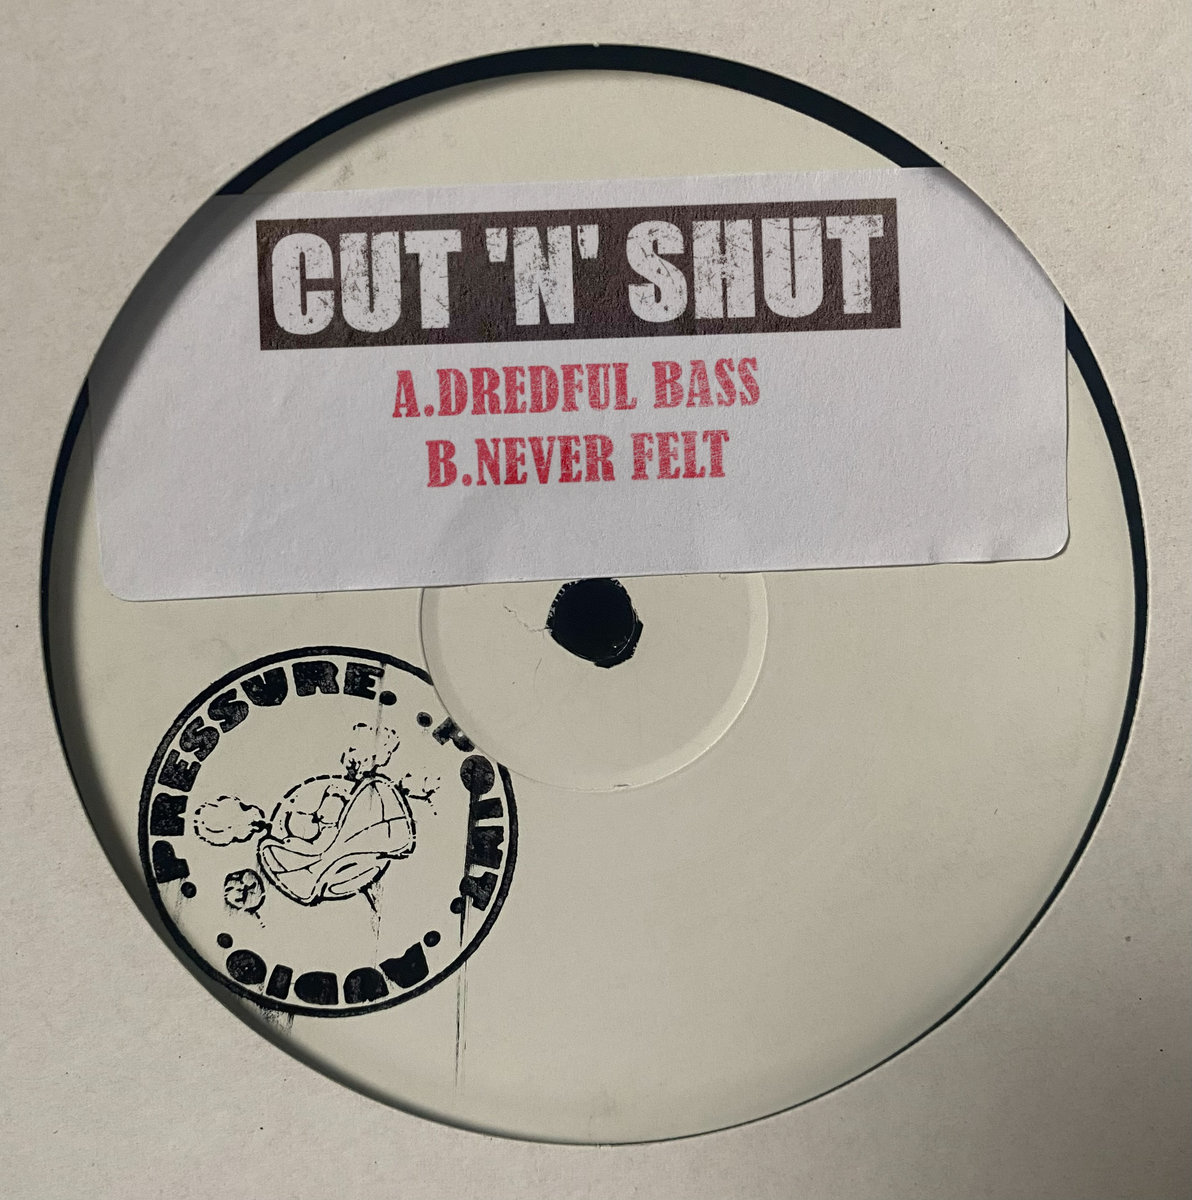 CUT 'N' SHUT
A.DREDFUL BASS
B.NEVER FELT
.PRESSURE.
.POINT.
.AUDIO.